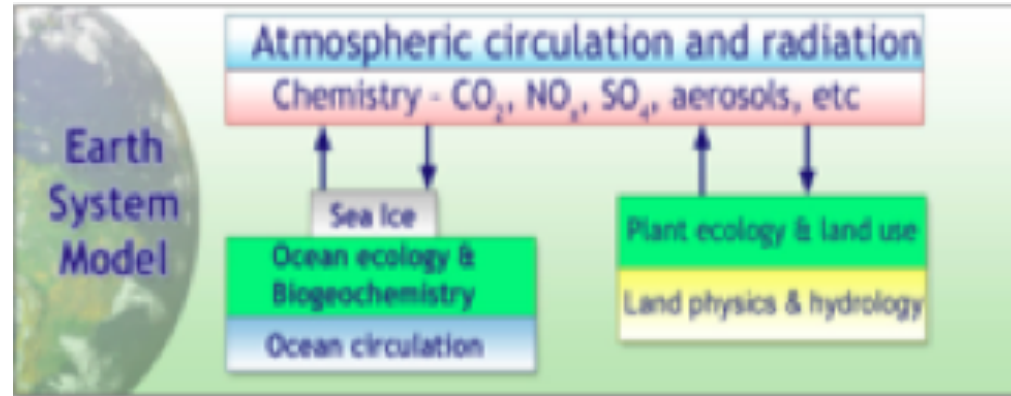 Earth
System
Model
Atmospheric circulation and radiation
Chemistry - CO₂, NOₓ, SO₄, aerosols, etc
Sea Ice
Ocean ecology &
Biogeochemistry
Ocean circulation
Plant ecology & land use
Land physics & hydrology